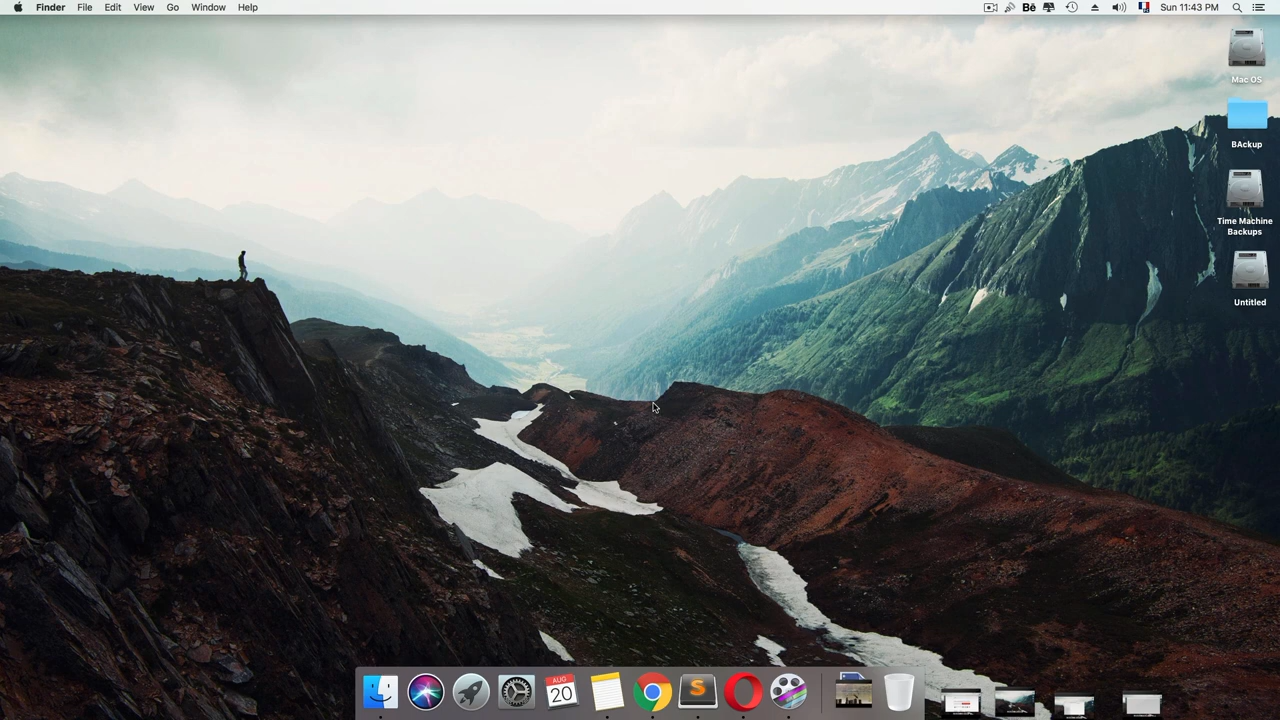 Finder File Edit View Go Window Help Bē Sun 11:43 PM
Mac OS
BAckup
Time Machine
Backups
Untitled
AUG
20
S